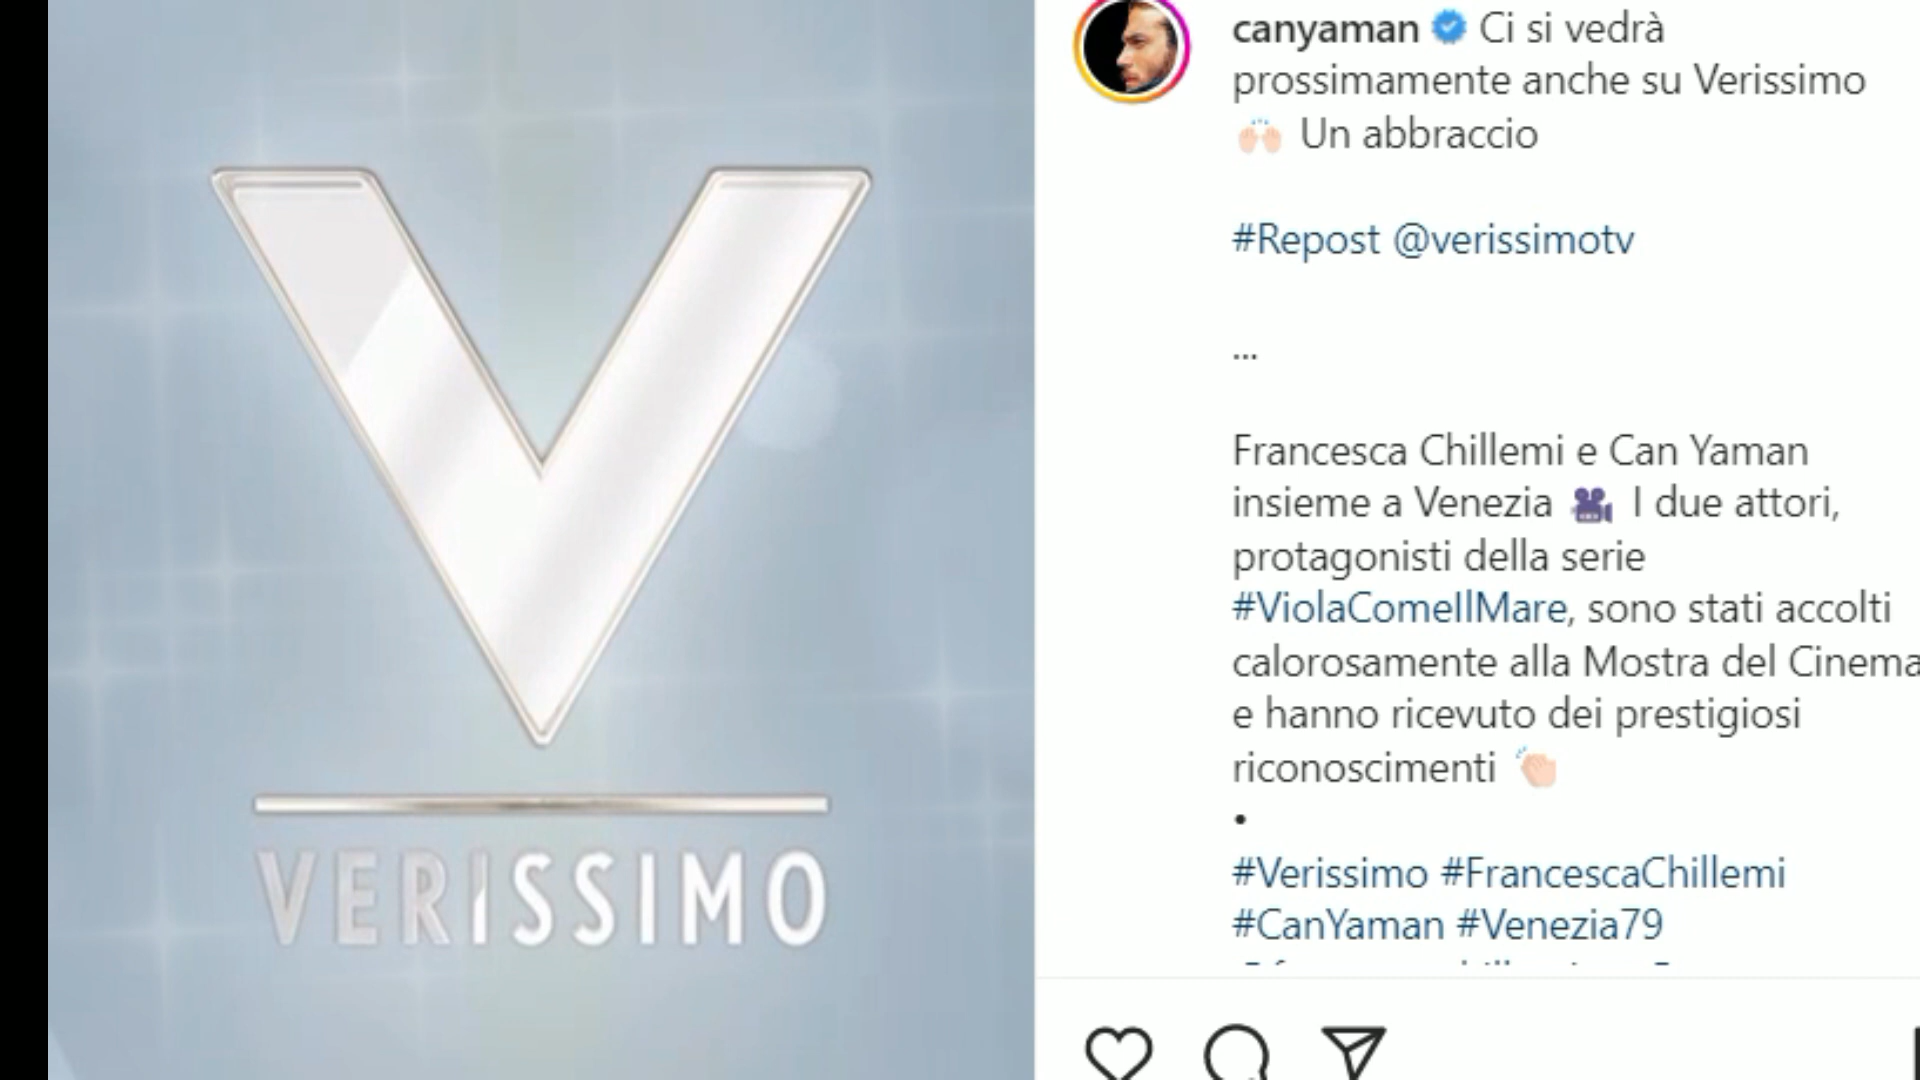 V
VERISSIMO
canyaman Ci si vedrà
prossimamente anche su Verissimo
🙌🏻 Un abbraccio
#Repost @verissimotv
...
Francesca Chillemi e Can Yaman
insieme a Venezia 🎥 I due attori,
protagonisti della serie
#ViolaComeIlMare, sono stati accolti
calorosamente alla Mostra del Cinema
e hanno ricevuto dei prestigiosi
riconoscimenti 👏🏻
•
#Verissimo #FrancescaChillemi
#CanYaman #Venezia79